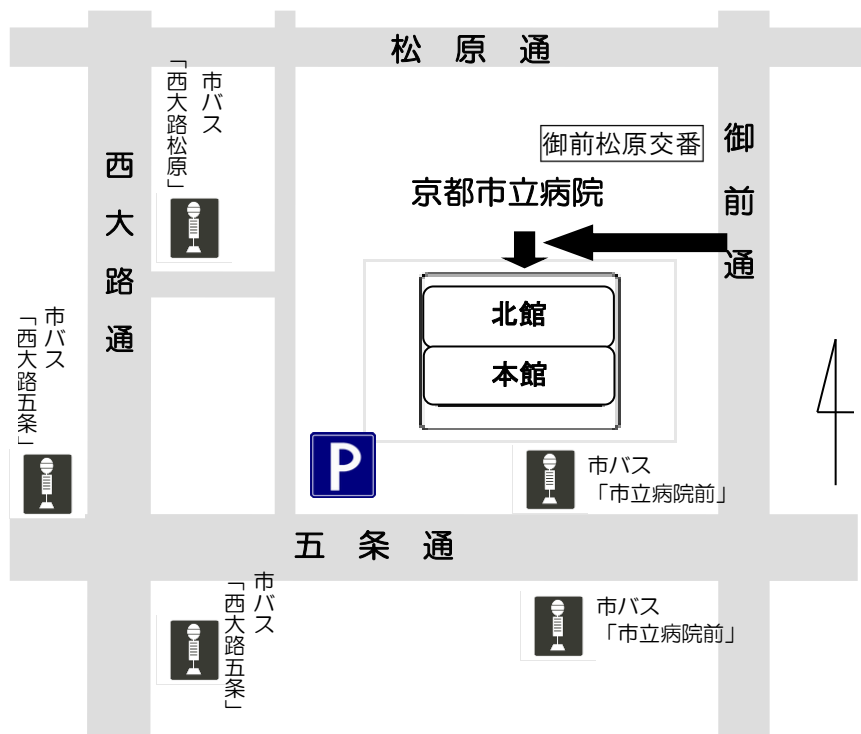 松原通
市バス
「西大路松原」
御前松原交番
御前通
西大路通
京都市立病院
北館
本館
市バス
「西大路五条」
P
市バス
「市立病院前」
五条通
市バス
「西大路五条」
市バス
「市立病院前」